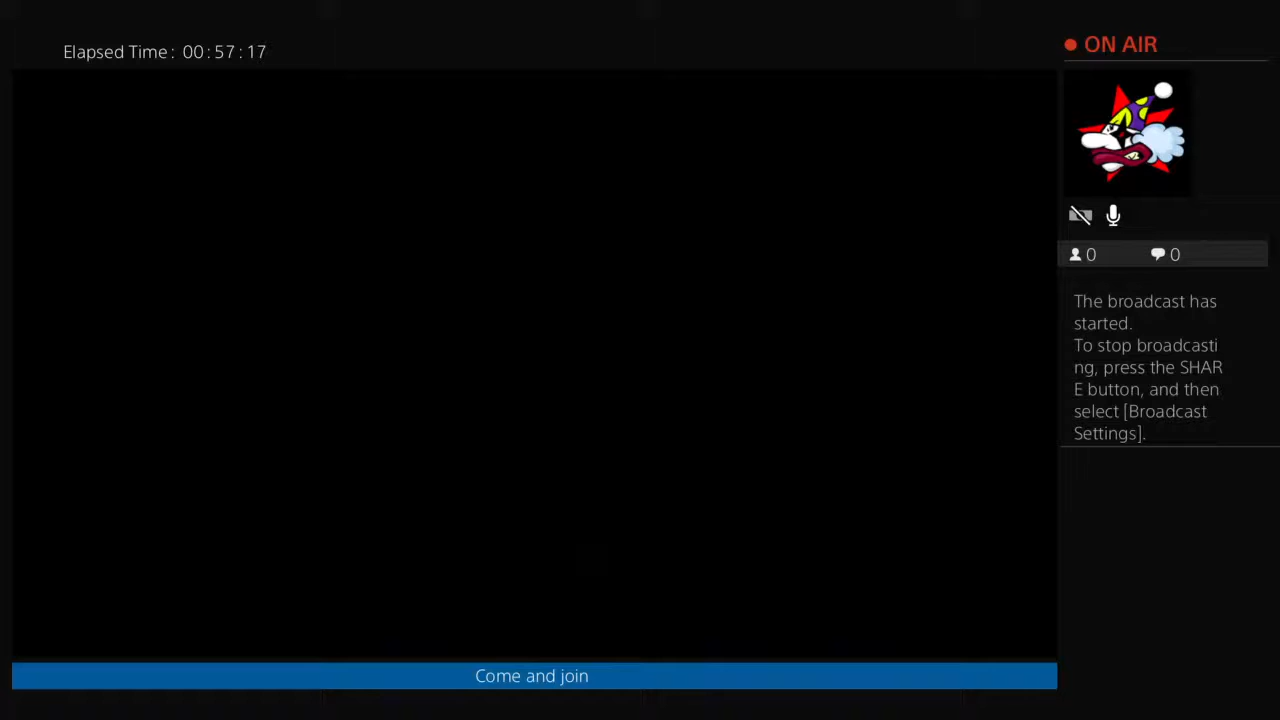 Elapsed Time: 00:57:17
ON AIR
0 0
The broadcast has
started.
To stop broadcasti
ng, press the SHAR
E button, and then
select [Broadcast
Settings].
Come and join